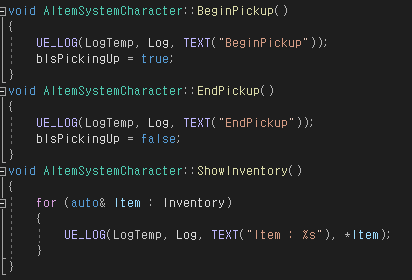 void AItemSystemCharacter::BeginPickup()
{
UE_LOG(LogTemp, Log, TEXT("BeginPickup"));
bIsPickingUp = true;
}
void AItemSystemCharacter::EndPickup()
{
UE_LOG(LogTemp, Log, TEXT("EndPickup"));
bIsPickingUp = false;
}
void AItemSystemCharacter::ShowInventory()
{
for (auto& Item : Inventory)
{
UE_LOG(LogTemp, Log, TEXT("Item : %s"), *Item);
}
}